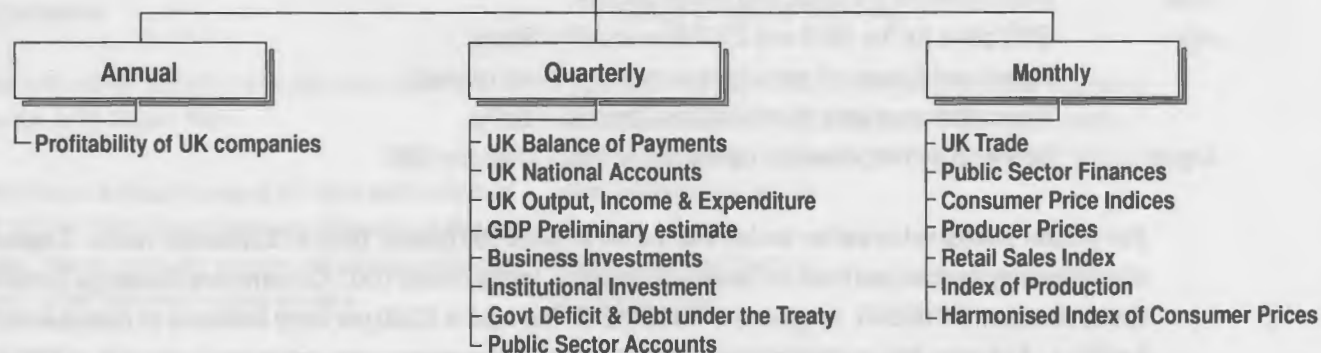 Annual
Profitability of UK companies
Quarterly
UK Balance of Payments
UK National Accounts
UK Output, Income & Expenditure
GDP Preliminary estimate
Business Investments
Institutional Investment
Govt Deficit & Debt under the Treaty
Public Sector Accounts
Monthly
UK Trade
Public Sector Finances
Consumer Price Indices
Producer Prices
Retail Sales Index
Index of Production
Harmonised Index of Consumer Prices